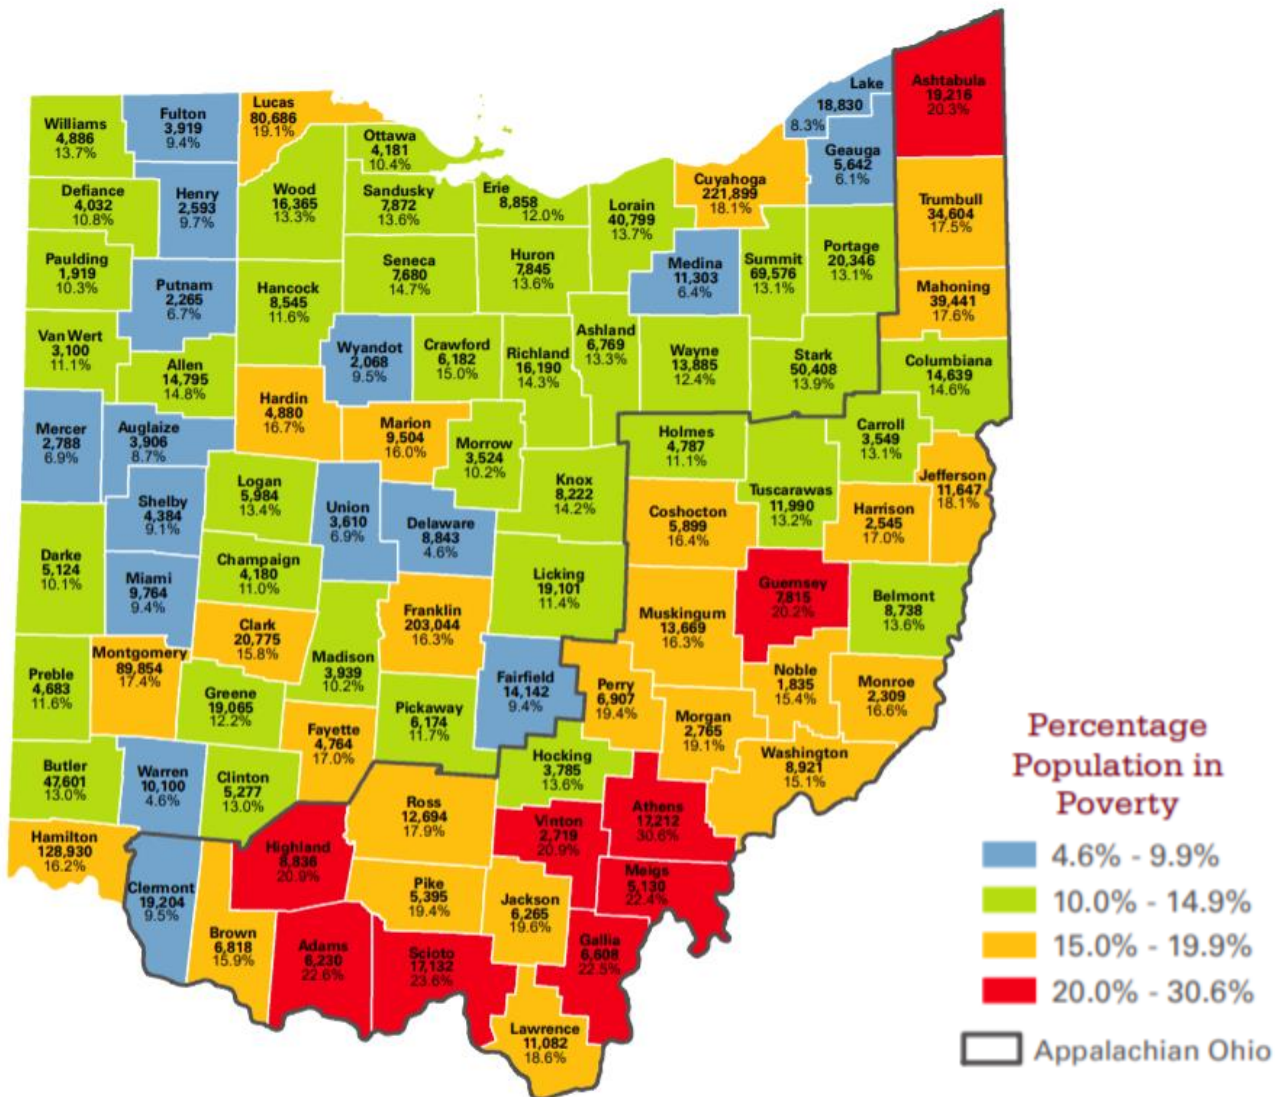 Williams
4,886
13.7%
Fulton
3,919
9.4%
Lucas
80,686
19.1%
Ottawa
4,181
10.4%
Lake
18,830
8.3%
Ashtabula
19,216
20.3%
Geauga
5,642
6.1%
Defiance
4,032
10.8%
Henry
2,593
9.7%
Wood
16,365
13.3%
Sandusky
7,872
13.6%
Erie
8,858
12.0%
Lorain
40,799
13.7%
Cuyahoga
221,899
18.1%
Trumbull
34,604
17.5%
Paulding
1,919
10.3%
Putnam
2,265
6.7%
Hancock
8,545
11.6%
Seneca
7,680
14.7%
Huron
7,845
13.6%
Medina
11,303
6.4%
Summit
69,576
13.1%
Portage
20,346
13.1%
Mahoning
39,441
17.6%
Van Wert
3,100
11.1%
Allen
14,795
14.8%
Wyandot
2,068
9.5%
Crawford
6,182
15.0%
Richland
16,190
14.3%
Ashland
6,769
13.3%
Wayne
13,885
12.4%
Stark
50,408
13.9%
Columbiana
14,639
14.6%
Mercer
2,788
6.9%
Auglaize
3,906
8.7%
Hardin
4,880
16.7%
Marion
9,504
16.0%
Morrow
3,524
10.2%
Holmes
4,787
11.1%
Carroll
3,549
13.1%
Jefferson
11,647
18.1%
Shelby
4,384
9.1%
Logan
5,984
13.4%
Union
3,610
6.9%
Delaware
8,843
4.6%
Knox
8,222
14.2%
Coshocton
5,899
16.4%
Tuscarawas
11,990
13.2%
Harrison
2,545
17.0%
Darke
5,124
10.1%
Miami
9,764
9.4%
Champaign
4,180
11.0%
Licking
19,101
11.4%
Guernsey
7,815
20.2%
Belmont
8,738
13.6%
Clark
20,775
15.8%
Franklin
203,044
16.3%
Muskingum
13,669
16.3%
Preble
4,683
11.6%
Montgomery
89,854
17.4%
Greene
19,065
12.2%
Madison
3,939
10.2%
Fairfield
14,142
9.4%
Perry
6,907
19.4%
Noble
1,835
15.4%
Monroe
2,309
16.6%
Fayette
4,764
17.0%
Pickaway
6,174
11.7%
Morgan
2,765
19.1%
Washington
8,921
15.1%
Butler
47,601
13.0%
Warren
10,100
4.6%
Clinton
5,277
13.0%
Hocking
3,785
13.6%
Ross
12,694
17.9%
Athens
17,212
30.6%
Vinton
2,719
20.9%
Hamilton
128,930
16.2%
Highland
8,836
20.9%
Clermont
19,204
9.5%
Pike
5,395
19.4%
Jackson
6,265
19.6%
Meigs
5,130
22.4%
Brown
6,818
15.9%
Adams
6,230
22.6%
Scioto
17,132
23.6%
Gallia
6,608
22.5%
Lawrence
11,082
18.6%
Percentage
Population in
Poverty
4.6% - 9.9%
10.0% - 14.9%
15.0% - 19.9%
20.0% - 30.6%
Appalachian Ohio